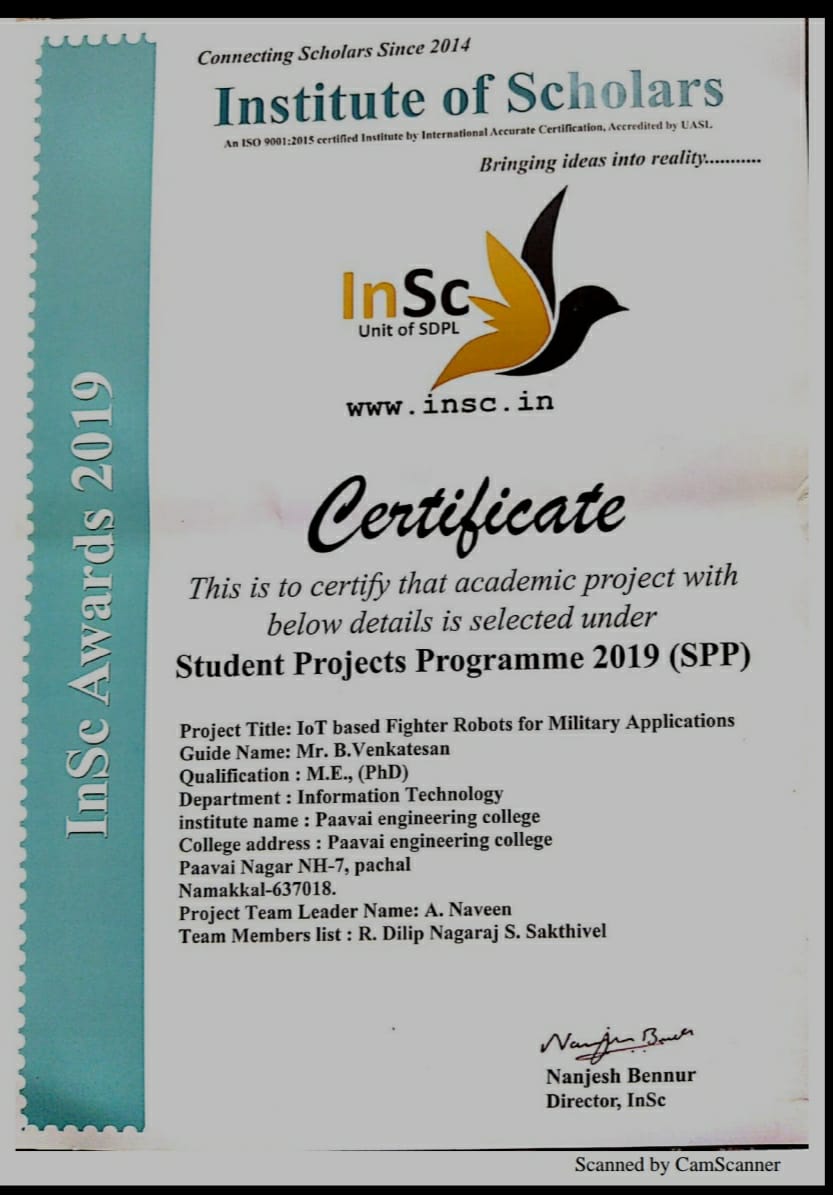 Connecting Scholars Since 2014
Institute of Scholars
An ISO 9001:2015 certified Institute by International Accurate Certification, Accredited by UASL
Bringing ideas into reality...........
InSc
Unit of SDPL
www.insc.in
InSc Awards 2019
Certificate
This is to certify that academic project with
below details is selected under
Student Projects Programme 2019 (SPP)
Project Title: IoT based Fighter Robots for Military Applications
Guide Name: Mr. B.Venkatesan
Qualification : M.E., (PhD)
Department : Information Technology
institute name : Paavai engineering college
College address : Paavai engineering college
Paavai Nagar NH-7, pachal
Namakkal-637018.
Project Team Leader Name: A. Naveen
Team Members list : R. Dilip Nagaraj S. Sakthivel
Nanjesh Bennur
Director, InSc
Scanned by CamScanner